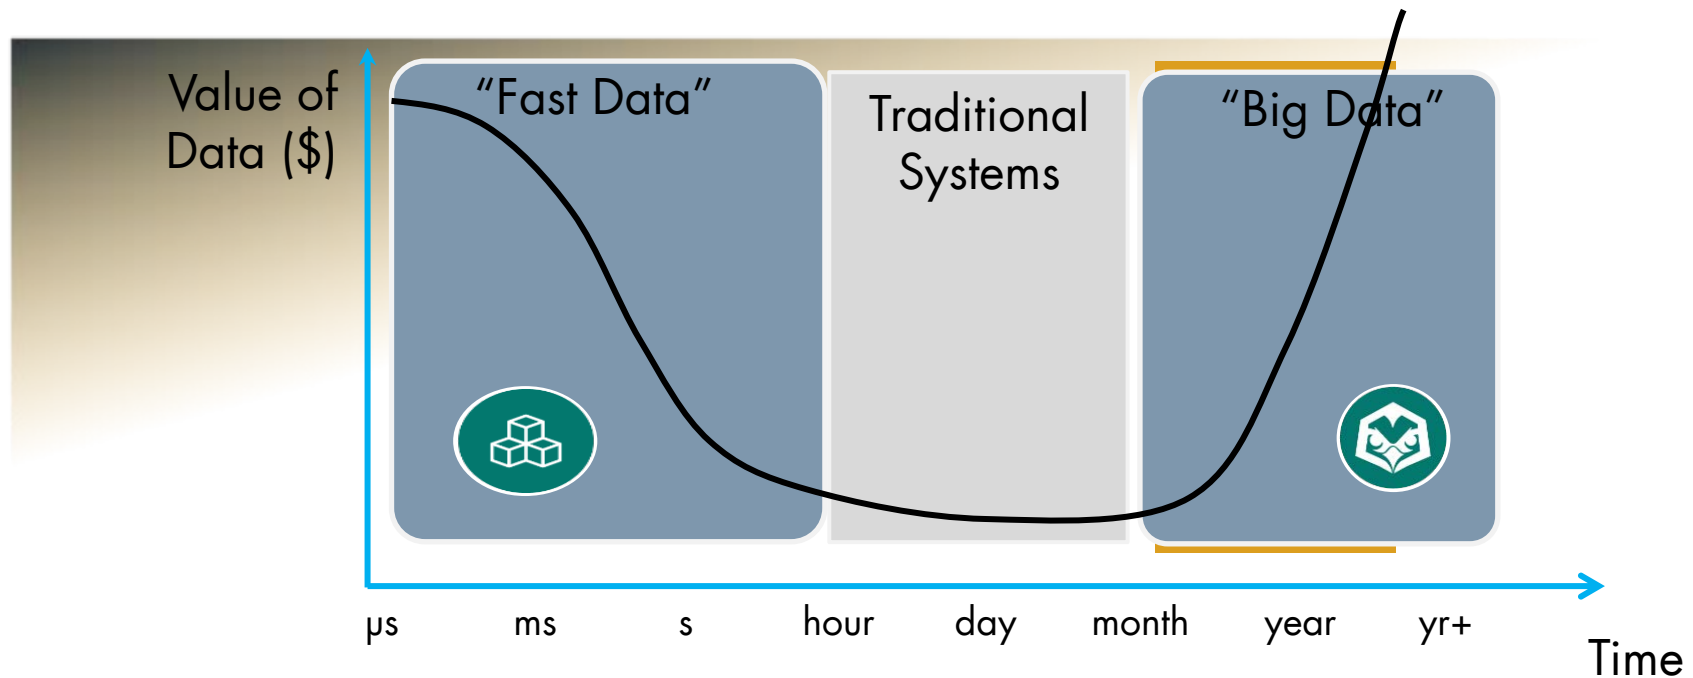 Value of
Data ($)
“Fast Data”
Traditional
Systems
“Big Data”
µs ms s hour day month year yr+
Time